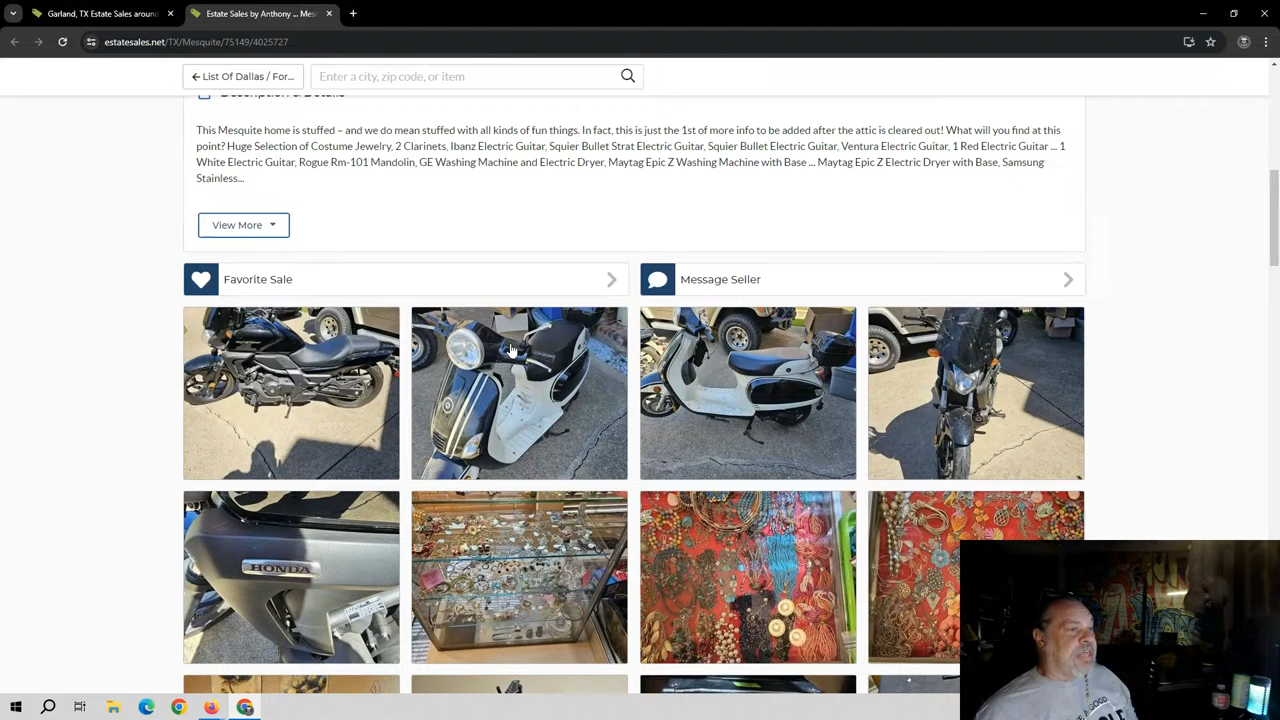 Garland, TX Estate Sales around
Estate Sales by Anthony ... Mes
estatesales.net/TX/Mesquite/75149/4025727
List Of Dallas / For...
Enter a city, zip code, or item
Description & Details
This Mesquite home is stuffed – and we do mean stuffed with all kinds of fun things. In fact, this is just the 1st of more info to be added after the attic is cleared out! What will you find at this
point? Huge Selection of Costume Jewelry, 2 Clarinets, Ibanz Electric Guitar, Squier Bullet Strat Electric Guitar, Squier Bullet Electric Guitar, Ventura Electric Guitar, 1 Red Electric Guitar ... 1
White Electric Guitar, Rogue Rm-101 Mandolin, GE Washing Machine and Electric Dryer, Maytag Epic Z Washing Machine with Base ... Maytag Epic Z Electric Dryer with Base, Samsung
Stainless...
View More
Favorite Sale
Message Seller
HONDA